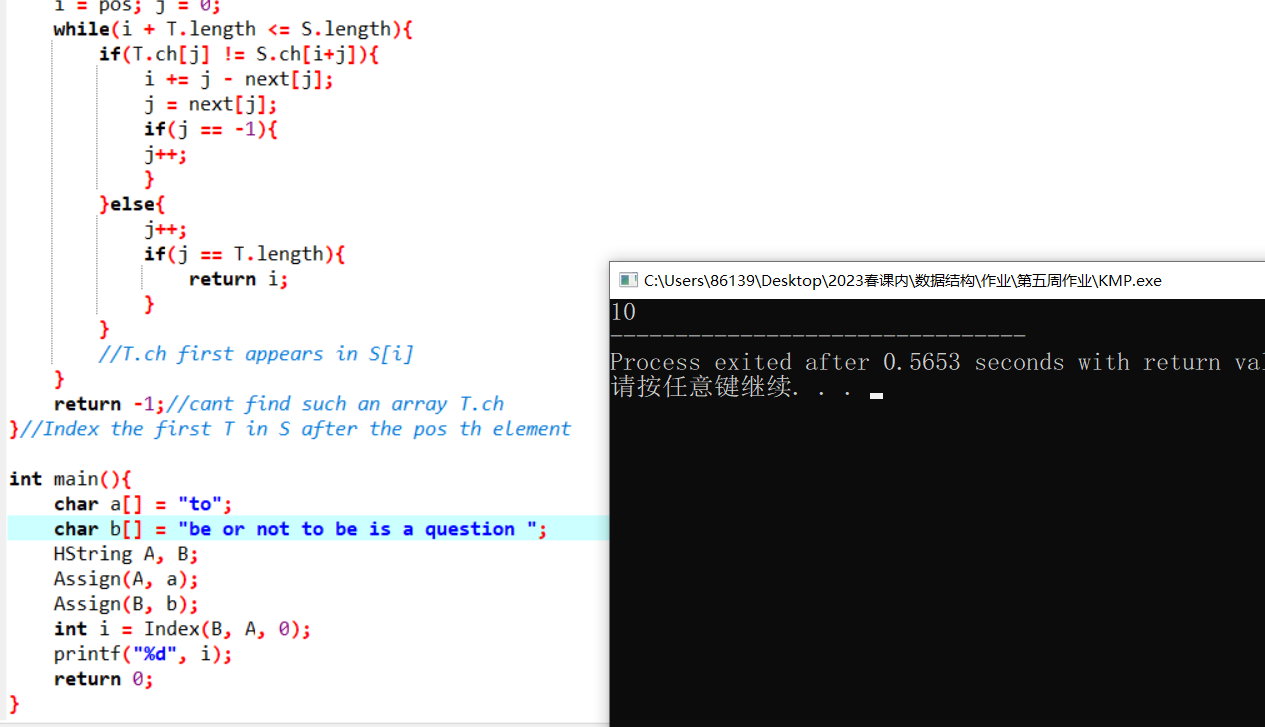 i = pos; j = 0;
while(i + T.length <= S.length){
if(T.ch[j] != S.ch[i+j]){
i += j - next[j];
j = next[j];
if(j == -1){
j++;
}
}else{
j++;
if(j == T.length){
return i;
}
}
//T.ch first appears in S[i]
}
return -1;//cant find such an array T.ch
}//Index the first T in S after the pos th element
int main(){
char a[] = "to";
char b[] = "be or not to be is a question ";
HString A, B;
Assign(A, a);
Assign(B, b);
int i = Index(B, A, 0);
printf("%d", i);
return 0;
}
C:\Users\86139\Desktop\2023春课内\数据结构\作业\第五周作业\KMP.exe
10
--------------------------------
Process exited after 0.5653 seconds with return val
请按任意键继续. . .